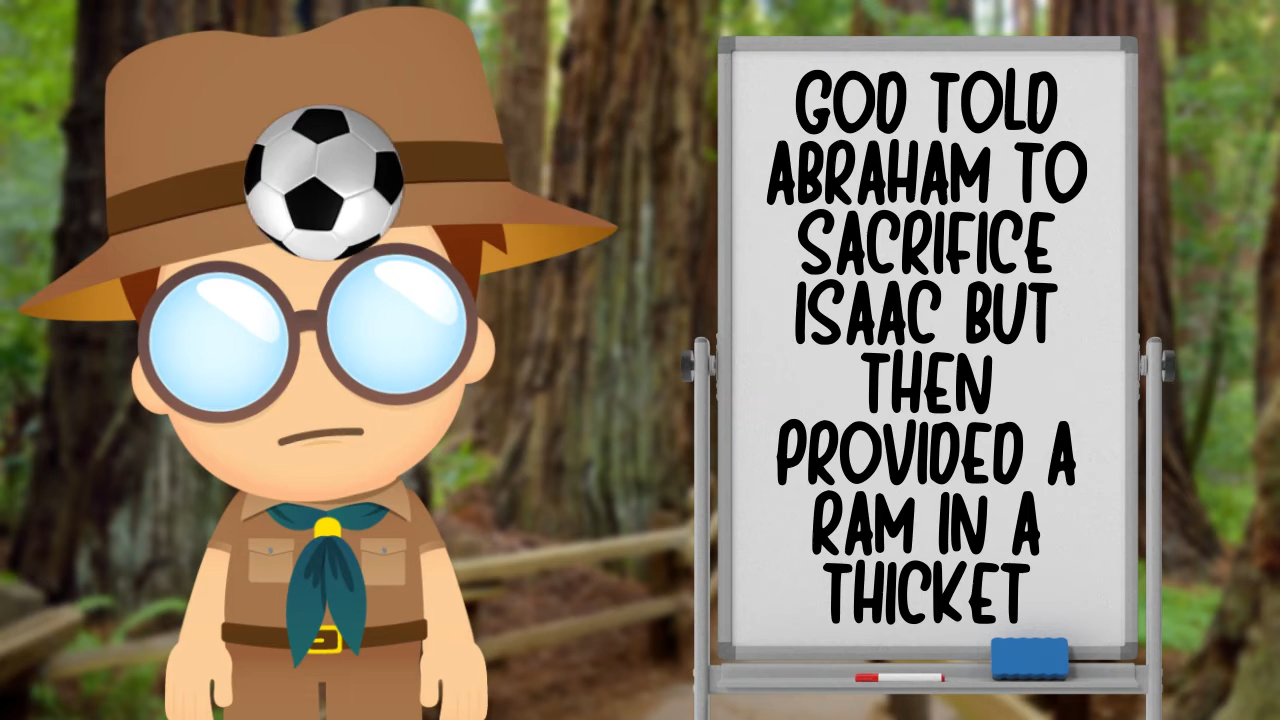 GOD TOLD
ABRAHAM TO
SACRIFICE
ISAAC BUT
THEN
PROVIDED A
RAM IN A
THICKET